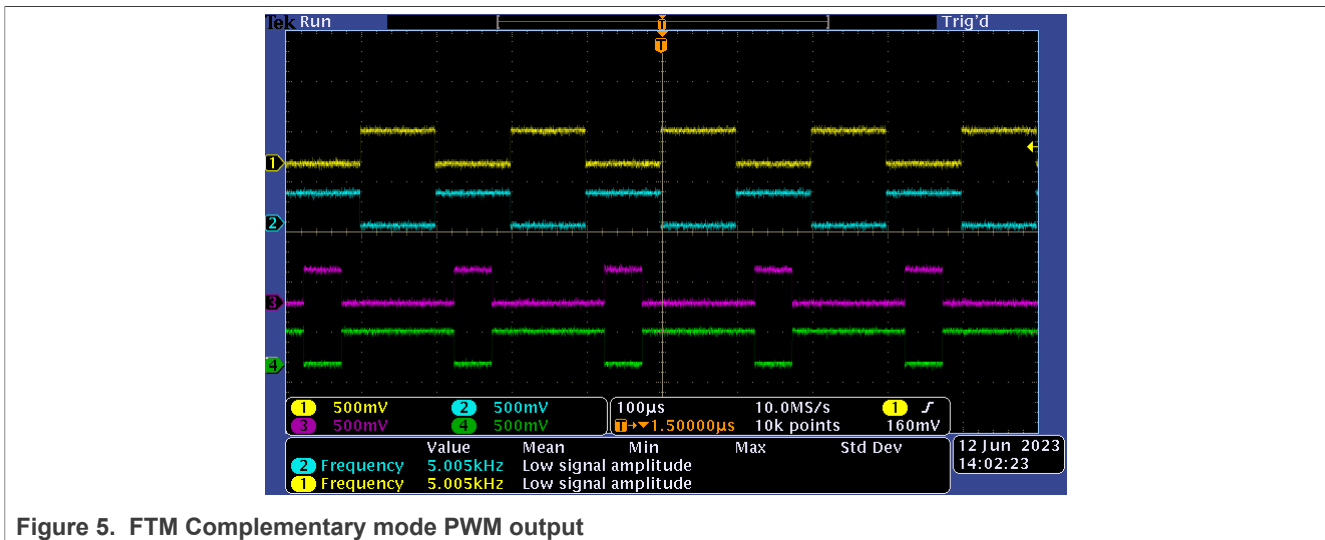 Tek Run Trig'd
T
T
1
2
3
4
1 500mV 2 500mV 100µs 10.0MS/s 1
3 500mV 4 500mV T→▼1.50000µs 10k points 160mV
Value Mean Min Max Std Dev 12 Jun 2023
2 Frequency 5.005kHz Low signal amplitude 14:02:23
1 Frequency 5.005kHz Low signal amplitude
Figure 5. FTM Complementary mode PWM output